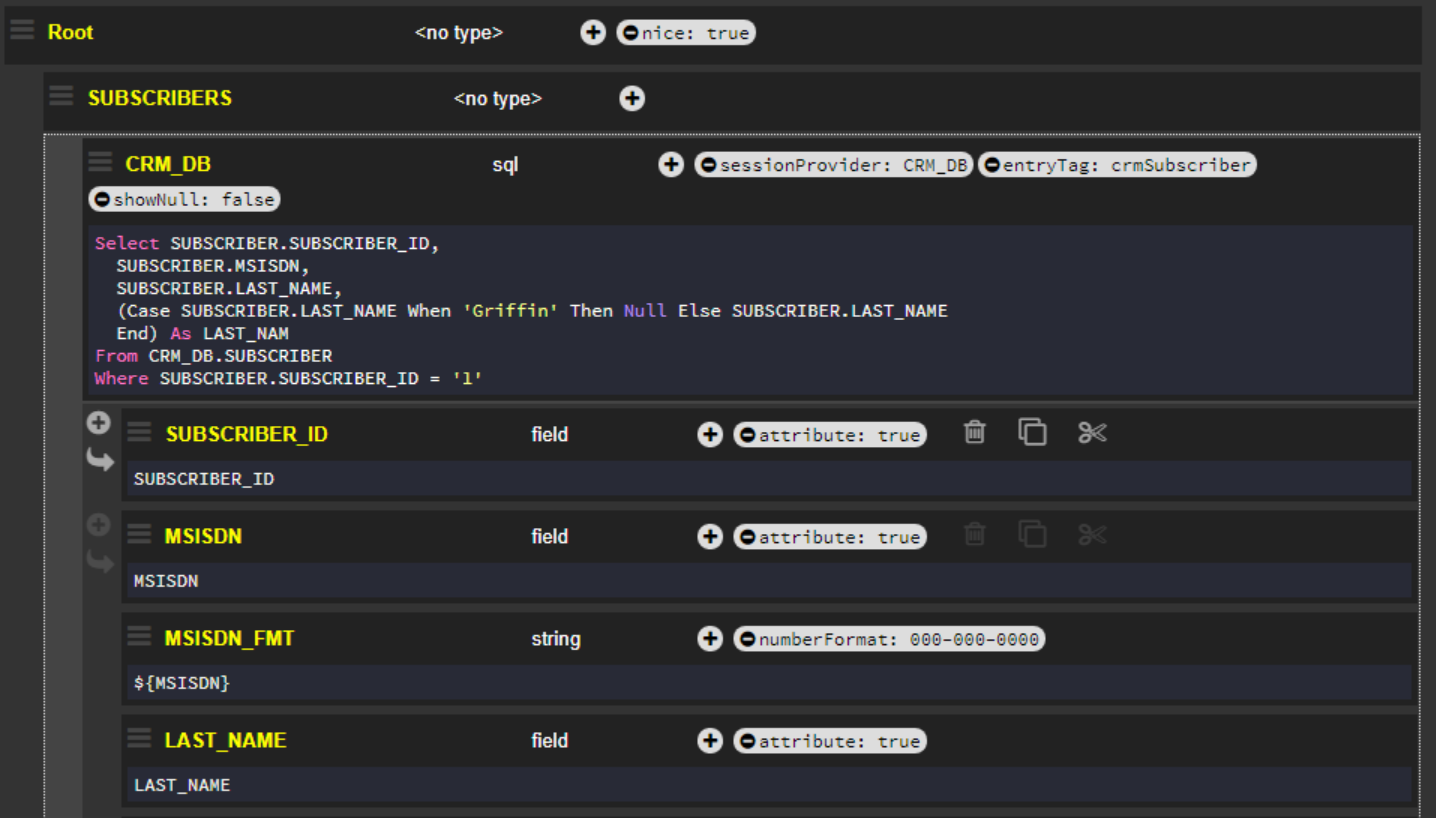 Root <no type> nice: true
SUBSCRIBERS <no type>
CRM_DB sql sessionProvider: CRM_DB entryTag: crmSubscriber
showNull: false
Select SUBSCRIBER.SUBSCRIBER_ID,
SUBSCRIBER.MSISDN,
SUBSCRIBER.LAST_NAME,
(Case SUBSCRIBER.LAST_NAME When 'Griffin' Then Null Else SUBSCRIBER.LAST_NAME
End) As LAST_NAM
From CRM_DB.SUBSCRIBER
Where SUBSCRIBER.SUBSCRIBER_ID = '1'
SUBSCRIBER_ID field attribute: true
SUBSCRIBER_ID
MSISDN field attribute: true
MSISDN
MSISDN_FMT string numberFormat: 000-000-0000
${MSISDN}
LAST_NAME field attribute: true
LAST_NAME